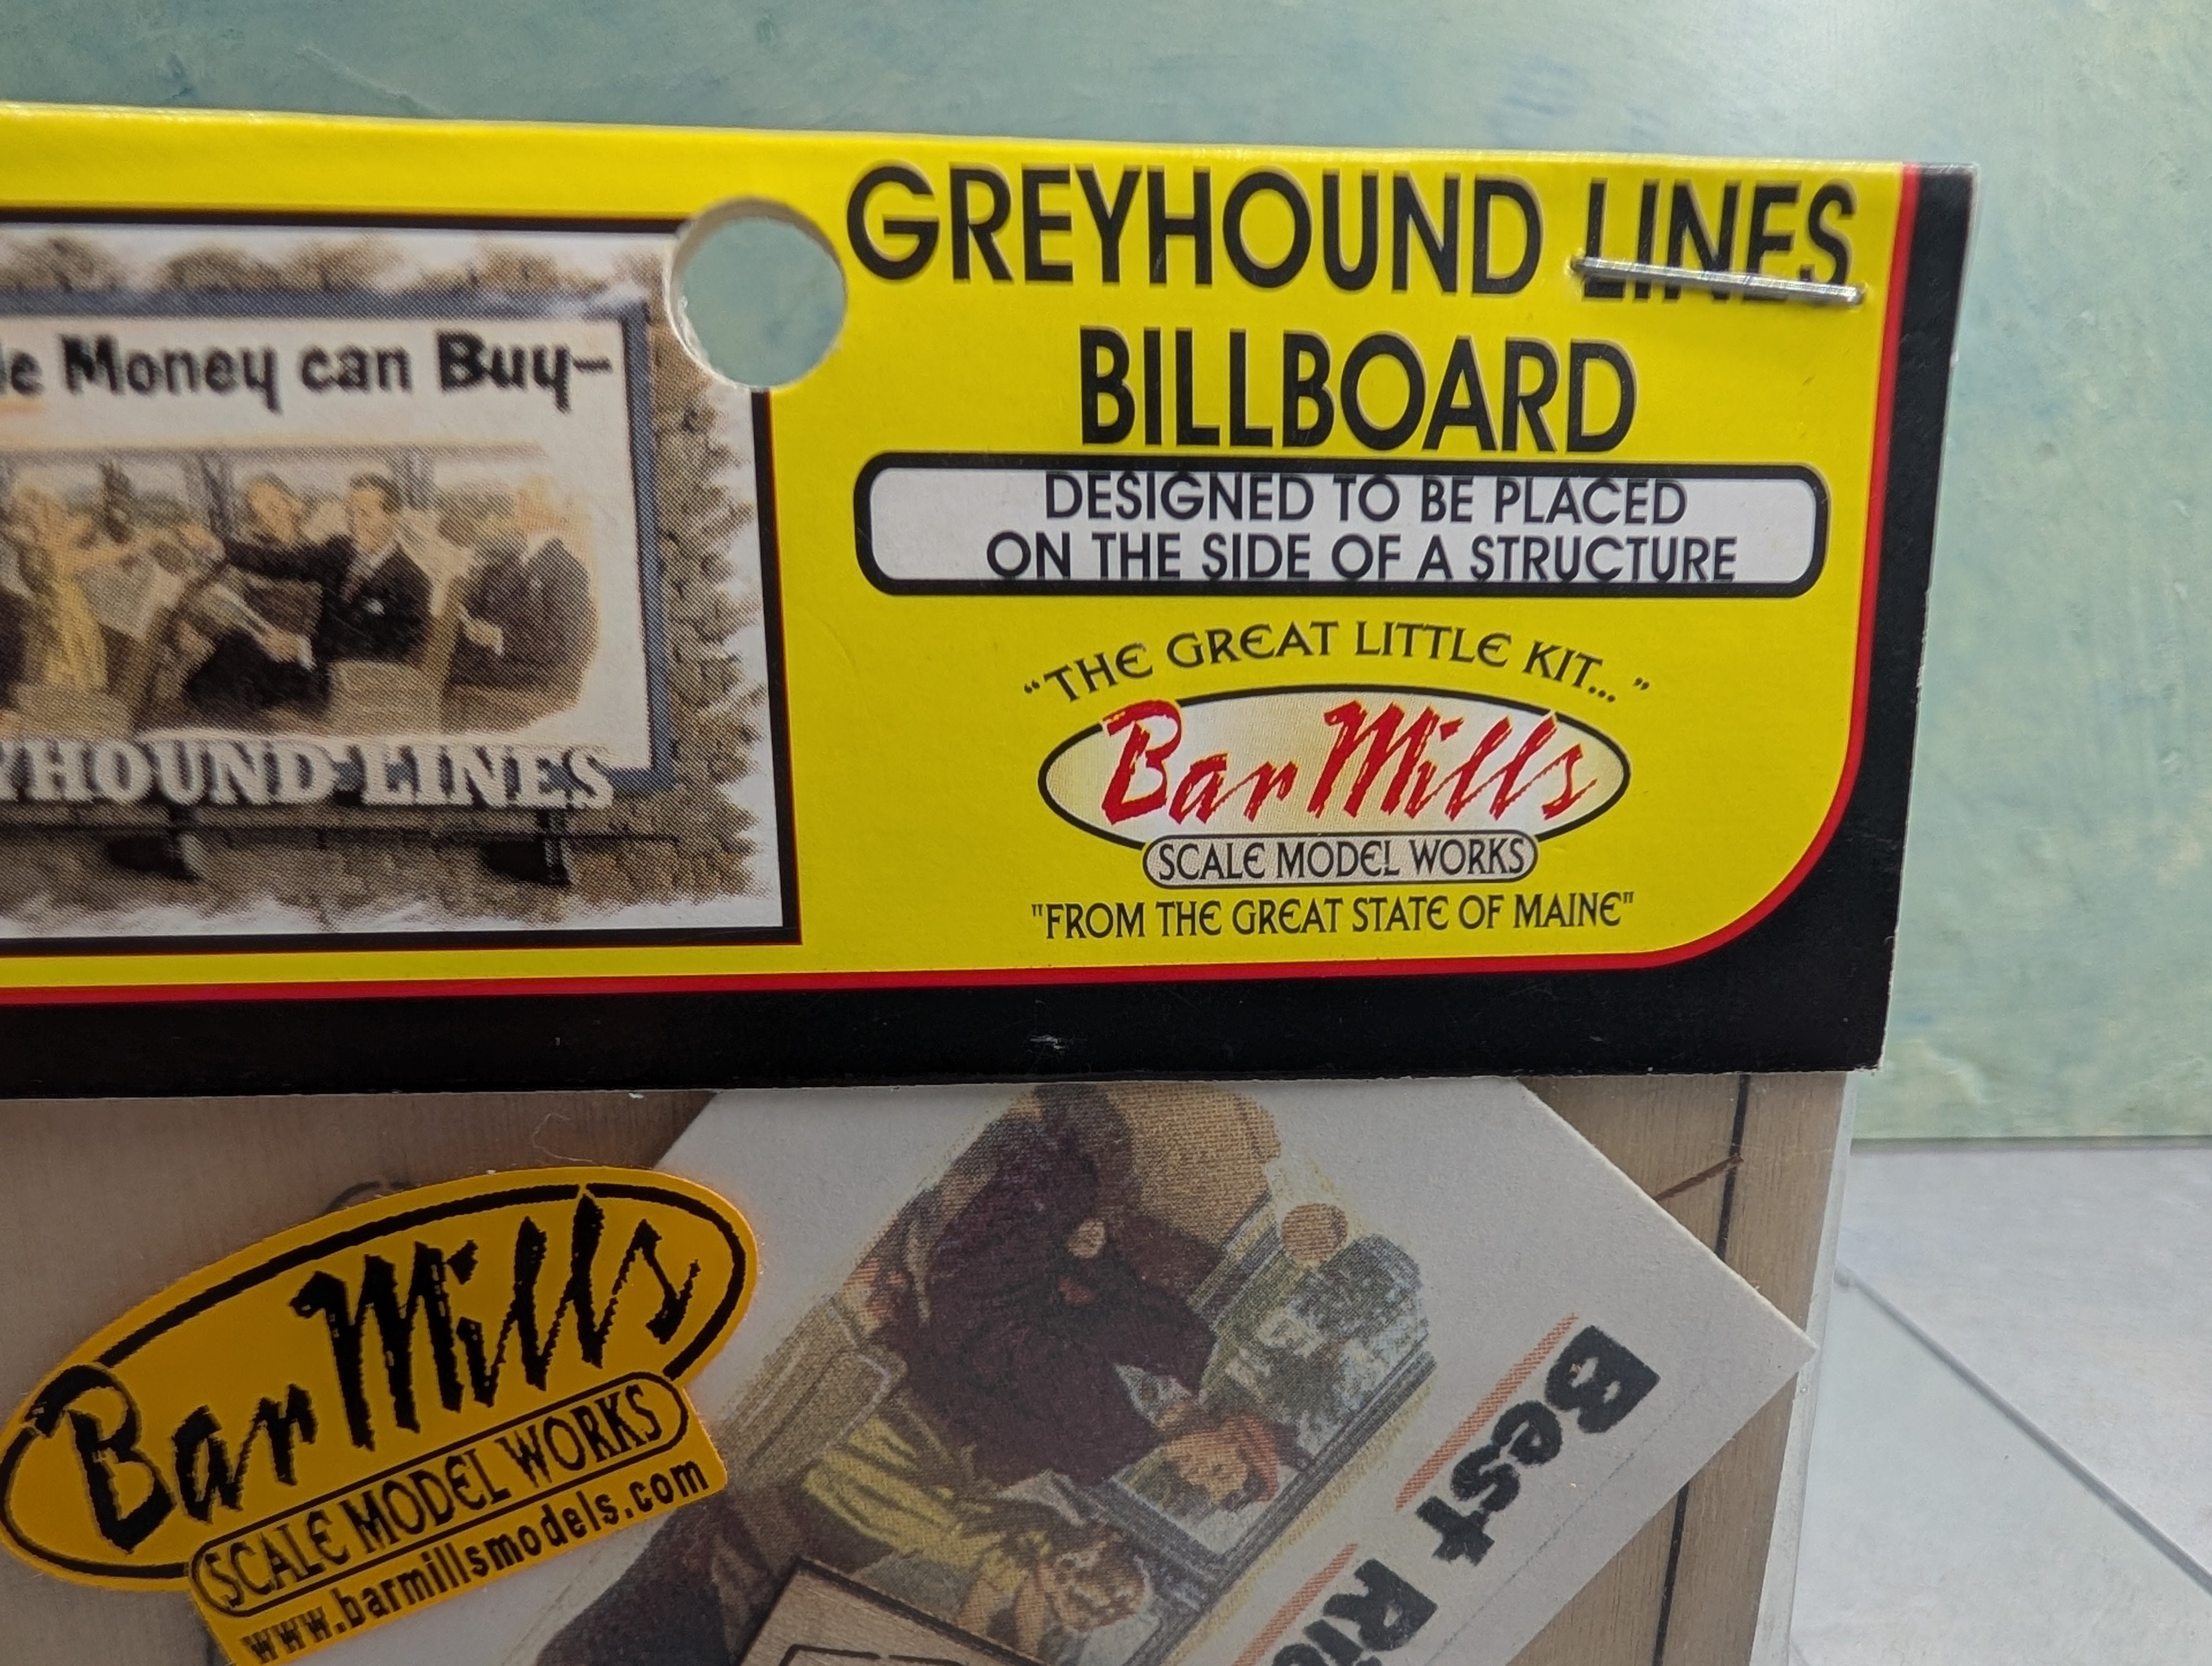 GREYHOUND LINES
BILLBOARD
DESIGNED TO BE PLACED
ON THE SIDE OF A STRUCTURE
"THE GREAT LITTLE KIT..."
Bar Mills
SCALE MODEL WORKS
"FROM THE GREAT STATE OF MAINE"
Money can Buy-
YHOUND LINES
Bar Mills
SCALE MODEL WORKS
www.barmillsmodels.com
Best